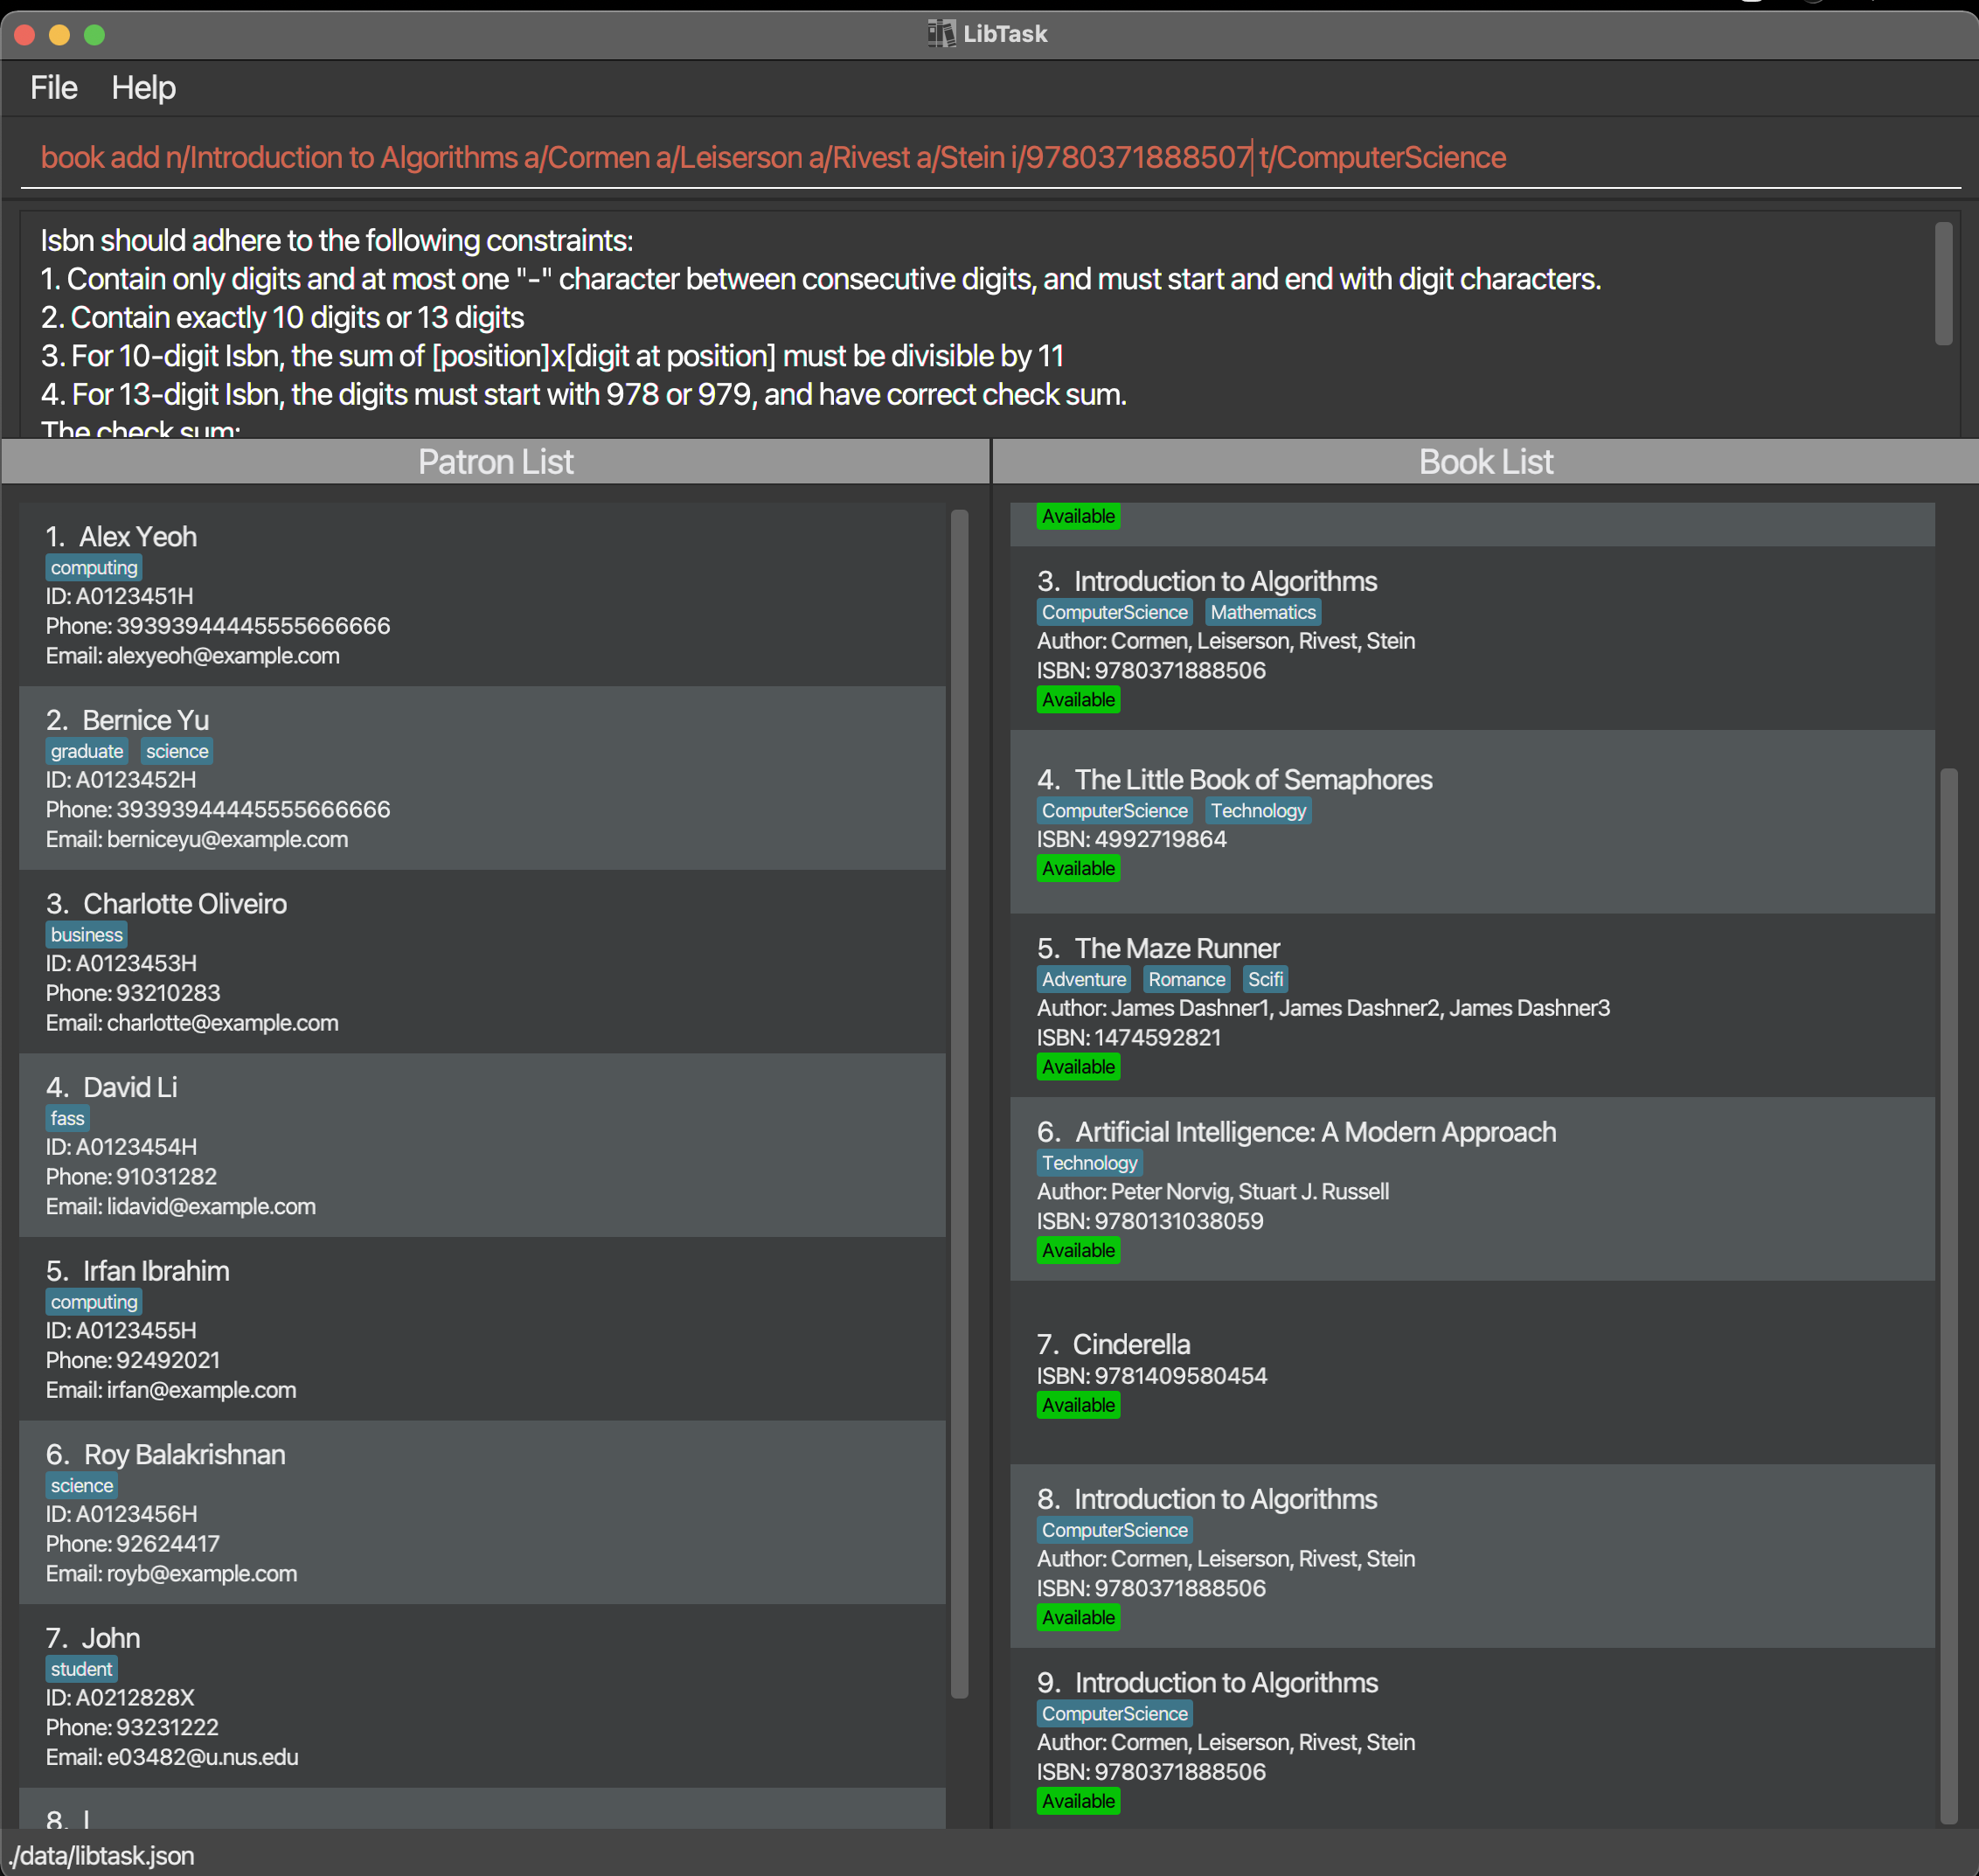 LibTask
File Help
book add n/Introduction to Algorithms a/Cormen a/Leiserson a/Rivest a/Stein i/9780371888507 t/ComputerScience
Isbn should adhere to the following constraints:
1. Contain only digits and at most one "-" character between consecutive digits, and must start and end with digit characters.
2. Contain exactly 10 digits or 13 digits
3. For 10-digit Isbn, the sum of [position]x[digit at position] must be divisible by 11
4. For 13-digit Isbn, the digits must start with 978 or 979, and have correct check sum.
The check sum:
Patron List
1. Alex Yeoh
computing
ID: A0123451H
Phone: 39393944445555666666
Email: alexyeoh@example.com
2. Bernice Yu
graduate science
ID: A0123452H
Phone: 39393944445555666666
Email: berniceyu@example.com
3. Charlotte Oliveiro
business
ID: A0123453H
Phone: 93210283
Email: charlotte@example.com
4. David Li
fass
ID: A0123454H
Phone: 91031282
Email: lidavid@example.com
5. Irfan Ibrahim
computing
ID: A0123455H
Phone: 92492021
Email: irfan@example.com
6. Roy Balakrishnan
science
ID: A0123456H
Phone: 92624417
Email: royb@example.com
7. John
student
ID: A0212828X
Phone: 93231222
Email: e03482@u.nus.edu
8.
Book List
Available
3. Introduction to Algorithms
ComputerScience Mathematics
Author: Cormen, Leiserson, Rivest, Stein
ISBN: 9780371888506
Available
4. The Little Book of Semaphores
ComputerScience Technology
ISBN: 4992719864
Available
5. The Maze Runner
Adventure Romance Scifi
Author: James Dashner1, James Dashner2, James Dashner3
ISBN: 1474592821
Available
6. Artificial Intelligence: A Modern Approach
Technology
Author: Peter Norvig, Stuart J. Russell
ISBN: 9780131038059
Available
7. Cinderella
ISBN: 9781409580454
Available
8. Introduction to Algorithms
ComputerScience
Author: Cormen, Leiserson, Rivest, Stein
ISBN: 9780371888506
Available
9. Introduction to Algorithms
ComputerScience
Author: Cormen, Leiserson, Rivest, Stein
ISBN: 9780371888506
Available
./data/libtask.json